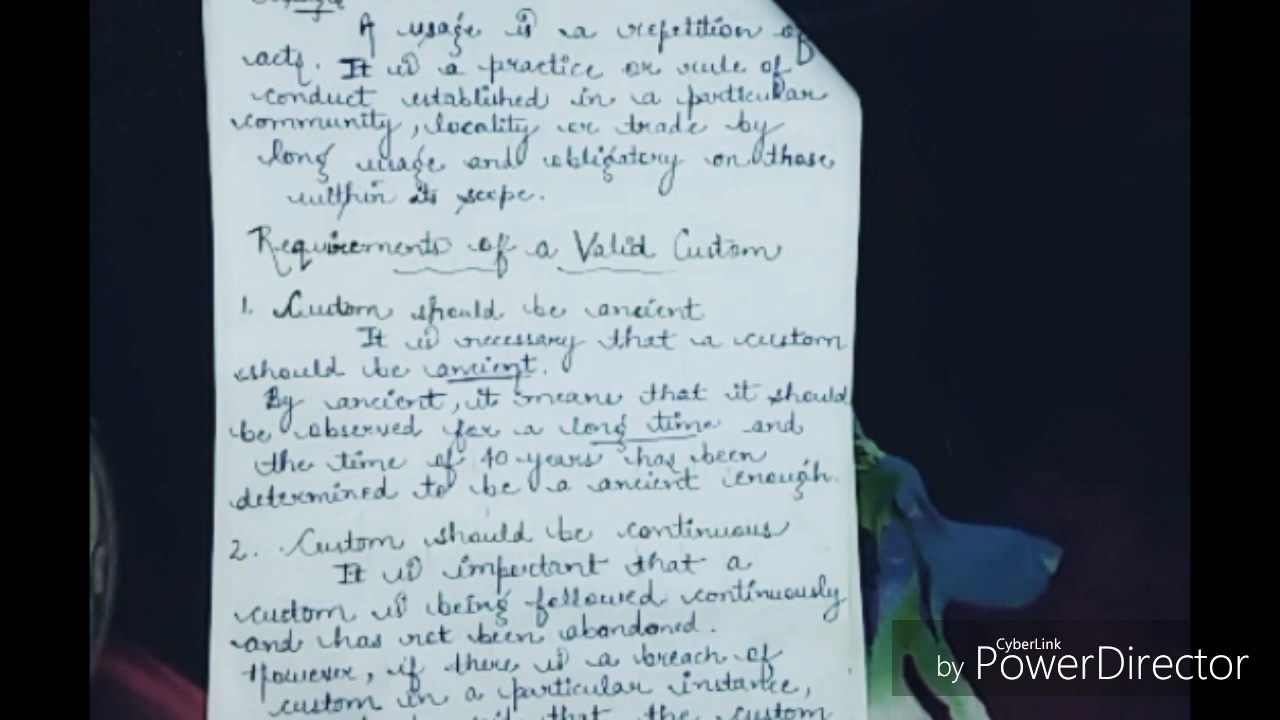 A usage is a repetition of
acts. It is a practice or rule of
conduct established in a particular
community, locality or trade by
long usage and obligatory on those
within its scope.
Requirements of a Valid Custom
1. Custom should be ancient
It is necessary that a custom
should be ancient.
By ancient, it means that it should
be observed for a long time and
the time of 40 years has been
determined to be a ancient enough.
2. Custom should be continuous
It is important that a
custom is being followed continuously
and has not been abandoned.
However, if there is a breach of
custom in a particular instance,
that the custom
CyberLink
by PowerDirector